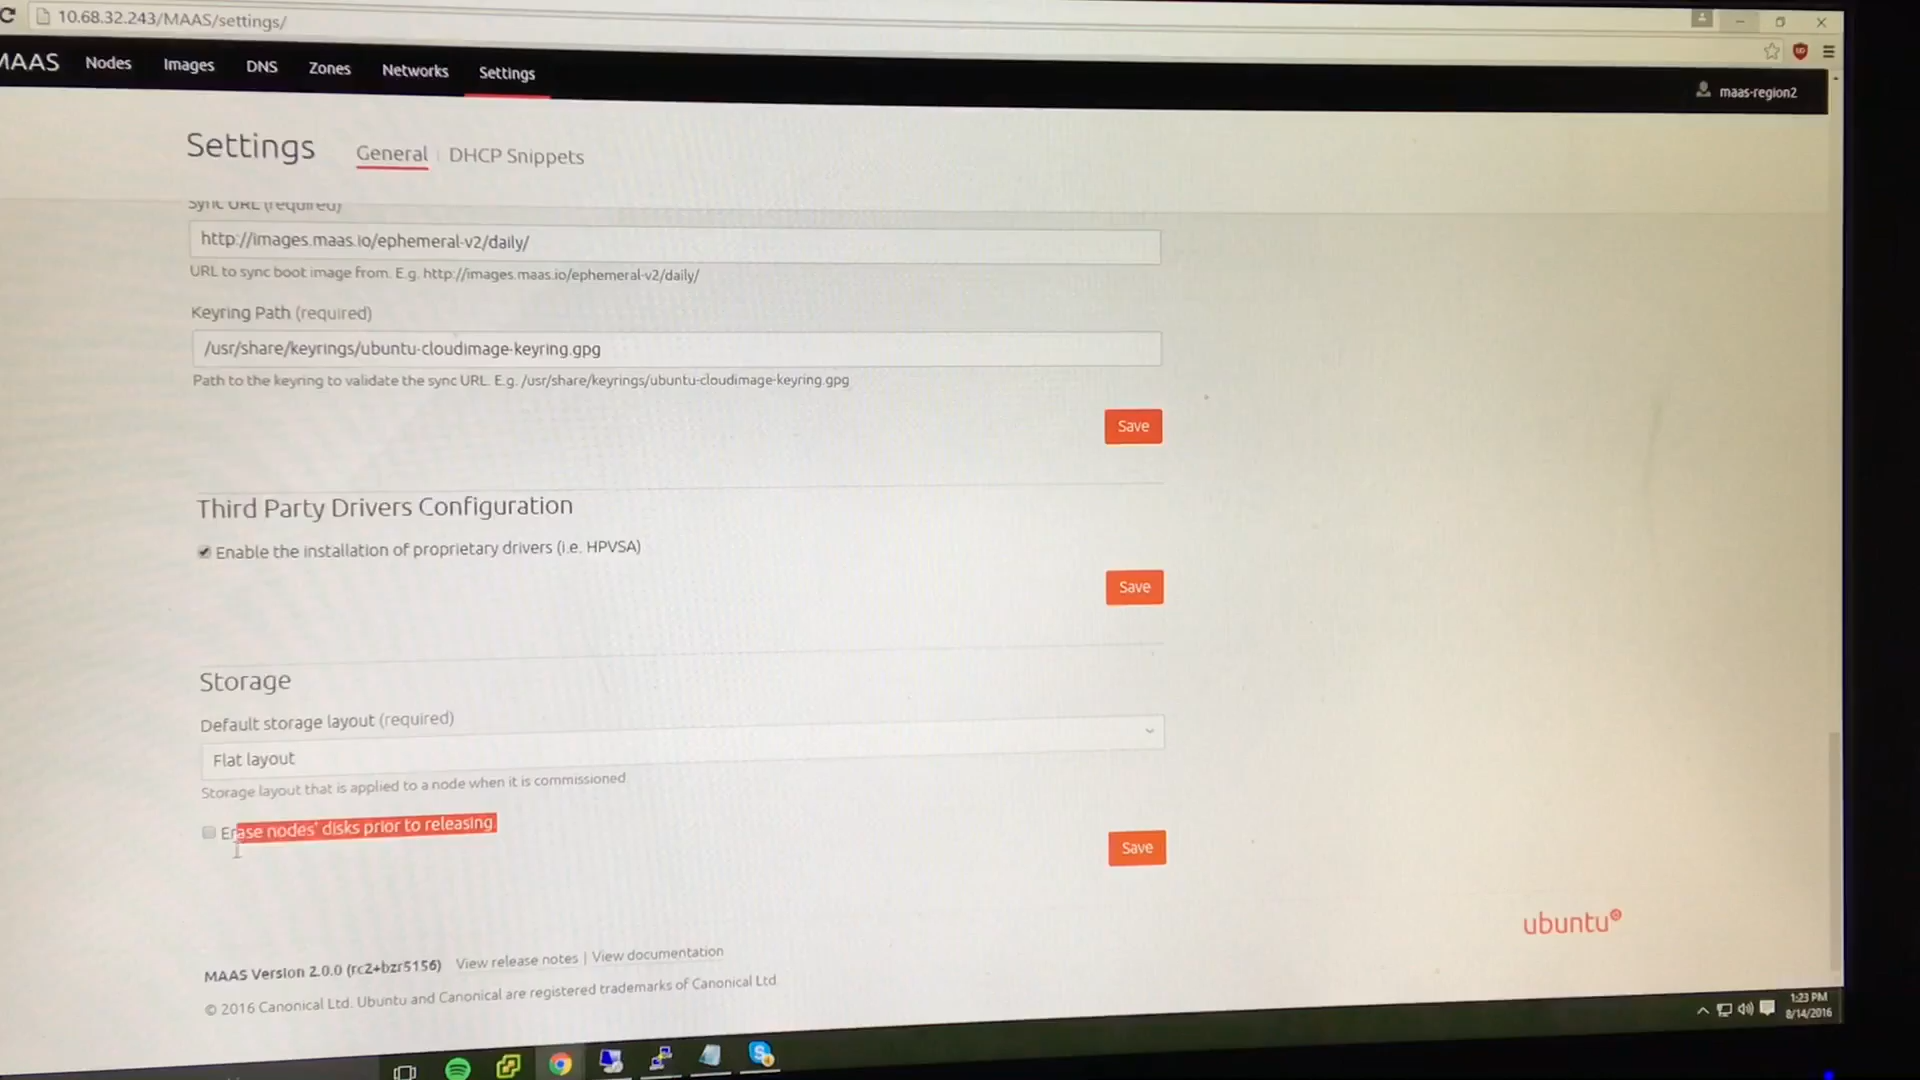 10.68.32.243/MAAS/settings/
MAAS Nodes Images DNS Zones Networks Settings
maas-region2
Settings General DHCP Snippets
Sync URL (required)
http://images.maas.io/ephemeral-v2/daily/
URL to sync boot image from. E.g. http://images.maas.io/ephemeral-v2/daily/
Keyring Path (required)
/usr/share/keyrings/ubuntu-cloudimage-keyring.gpg
Path to the keyring to validate the sync URL. E.g. /usr/share/keyrings/ubuntu-cloudimage-keyring.gpg
Save
Third Party Drivers Configuration
Enable the installation of proprietary drivers (i.e. HPVSA)
Save
Storage
Default storage layout (required)
Flat layout
Storage layout that is applied to a node when it is commissioned
Erase nodes' disks prior to releasing
Save
ubuntu
MAAS Version 2.0.0 (rc2+bzr5156) View release notes | View documentation
© 2016 Canonical Ltd. Ubuntu and Canonical are registered trademarks of Canonical Ltd
1:23 PM
8/14/2016